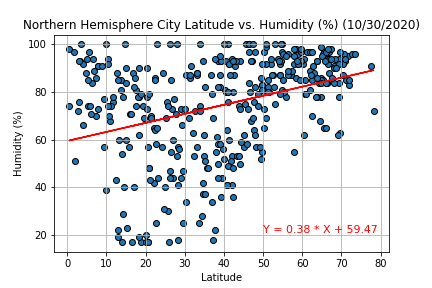 Northern Hemisphere City Latitude vs. Humidity (%) (10/30/2020)
100
80
60
40
20
Humidity (%)
Y = 0.38 * X + 59.47
0 10 20 30 40 50 60 70 80
Latitude